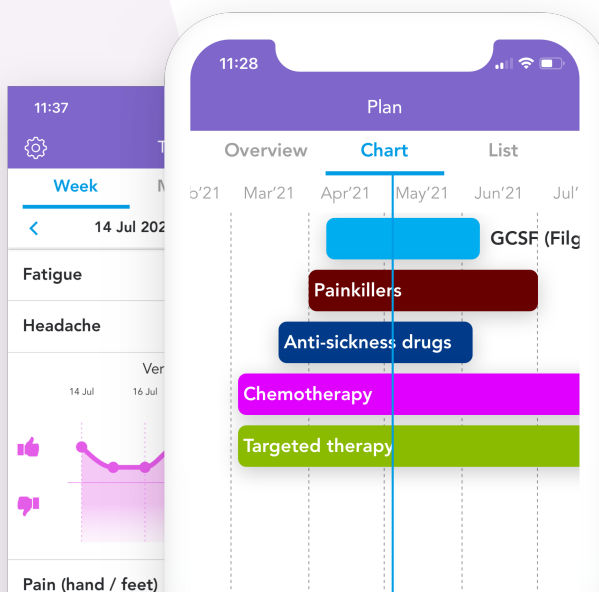 11:37
T
Week
14 Jul 202
Fatigue
Headache
Ver
14 Jul 16 Jul
Pain (hand / feet)
11:28
Plan
Overview Chart List
b'21 Mar'21 Apr'21 May'21 Jun'21 Jul'
GCSF (Filg
Painkillers
Anti-sickness drugs
Chemotherapy
Targeted therapy